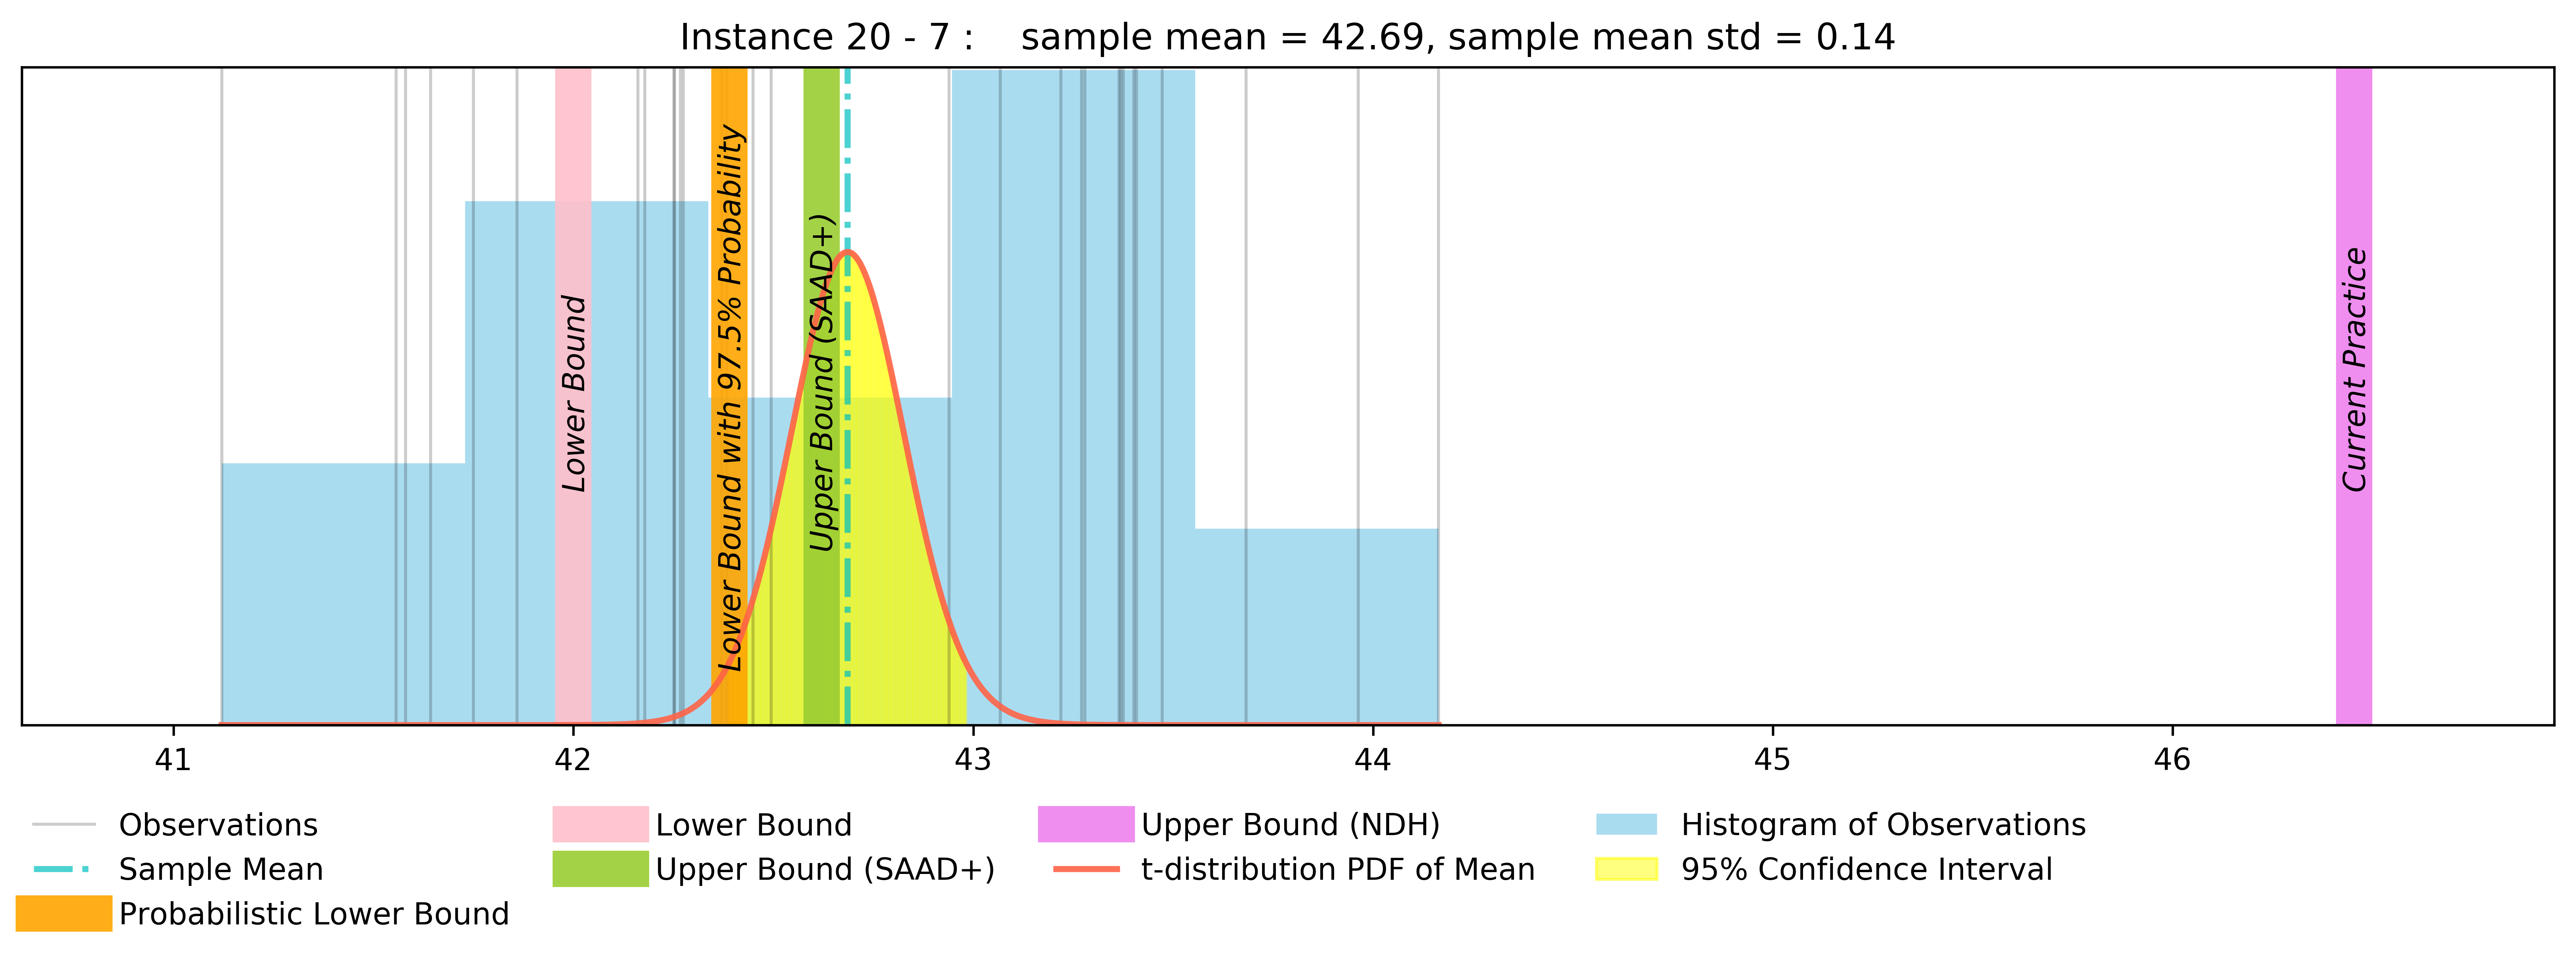 Instance 20 - 7 :    sample mean = 42.69, sample mean std = 0.14
Lower Bound
Lower Bound with 97.5% Probability
Upper Bound (SAAD+)
Current Practice
41 42 43 44 45 46
Observations
Sample Mean
Probabilistic Lower Bound
Lower Bound
Upper Bound (SAAD+)
Upper Bound (NDH)
t-distribution PDF of Mean
Histogram of Observations
95% Confidence Interval